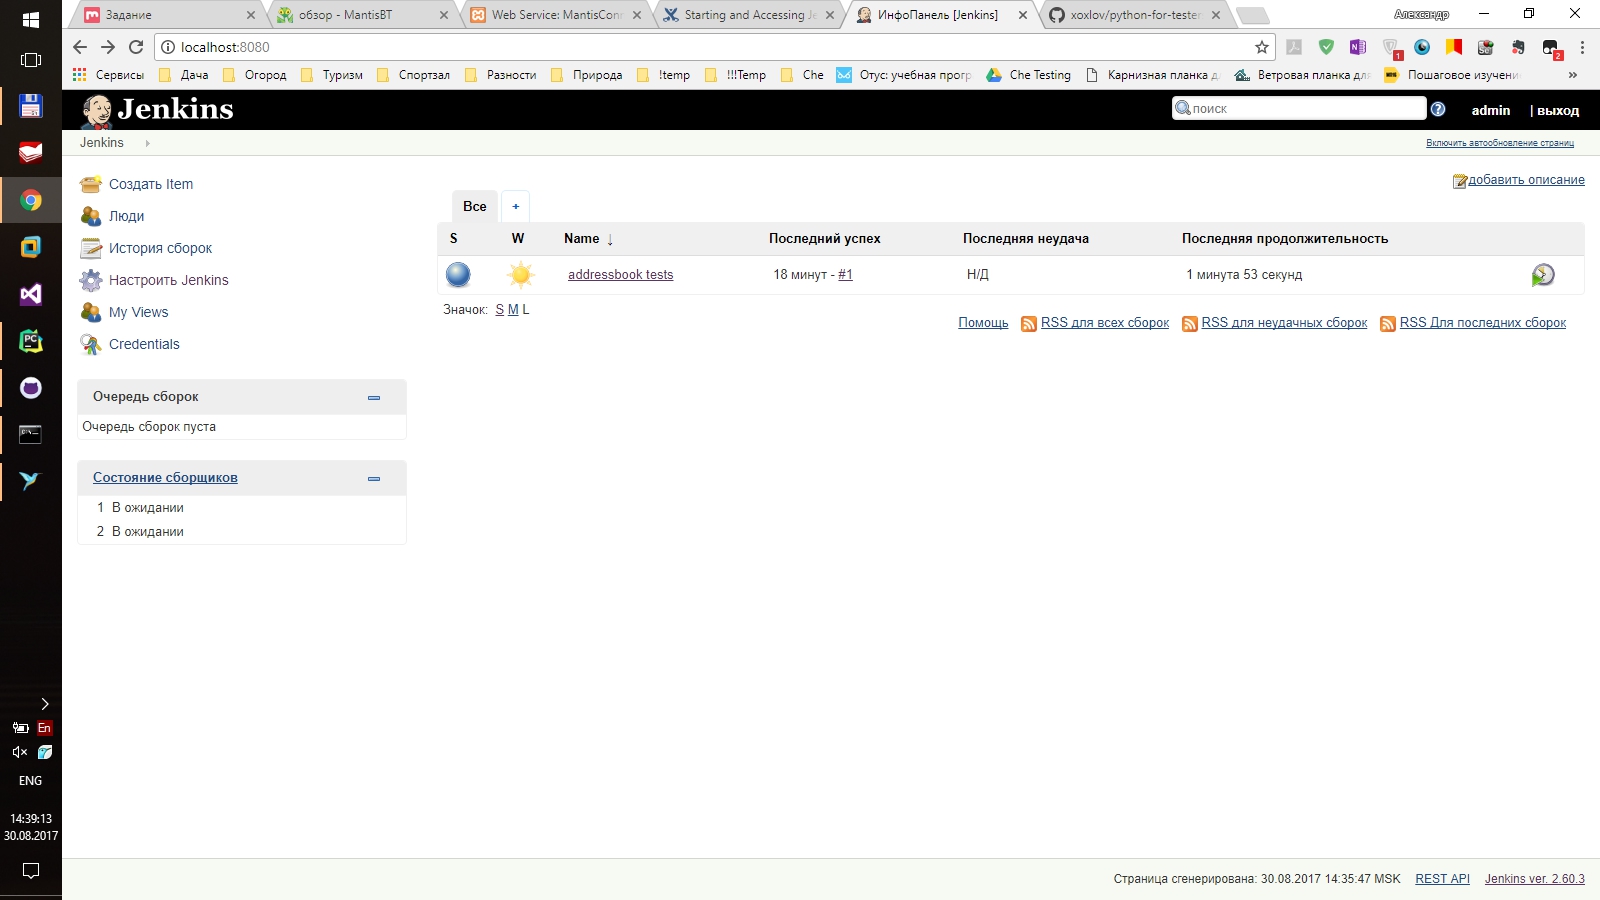 Задание
обзор - MantisBT
Web Service: MantisConn
Starting and Accessing Je
ИнфоПанель [Jenkins]
xoxlov/python-for-tester
Александр
localhost:8080
Сервисы
Дача
Огород
Туризм
Спортзал
Разности
Природа
!temp
!!!Temp
Che
Отус: учебная прогр
Che Testing
Карнизная планка д
Ветровая планка для
Пошаговое изучени
»
Jenkins
поиск
admin
| выход
Jenkins
Включить автообновление страниц
Создать Item
Люди
История сборок
Настроить Jenkins
My Views
Credentials
добавить описание
Все
+
S W Name ↓ Последний успех Последняя неудача Последняя продолжительность
addressbook tests 18 минут - #1 Н/Д 1 минута 53 секунд
Значок: S M L
Помощь RSS для всех сборок RSS для неудачных сборок RSS Для последних сборок
Очередь сборок
Очередь сборок пуста
Состояние сборщиков
1 В ожидании
2 В ожидании
En
ENG
14:39:13
30.08.2017
Страница сгенерирована: 30.08.2017 14:35:47 MSK REST API Jenkins ver. 2.60.3